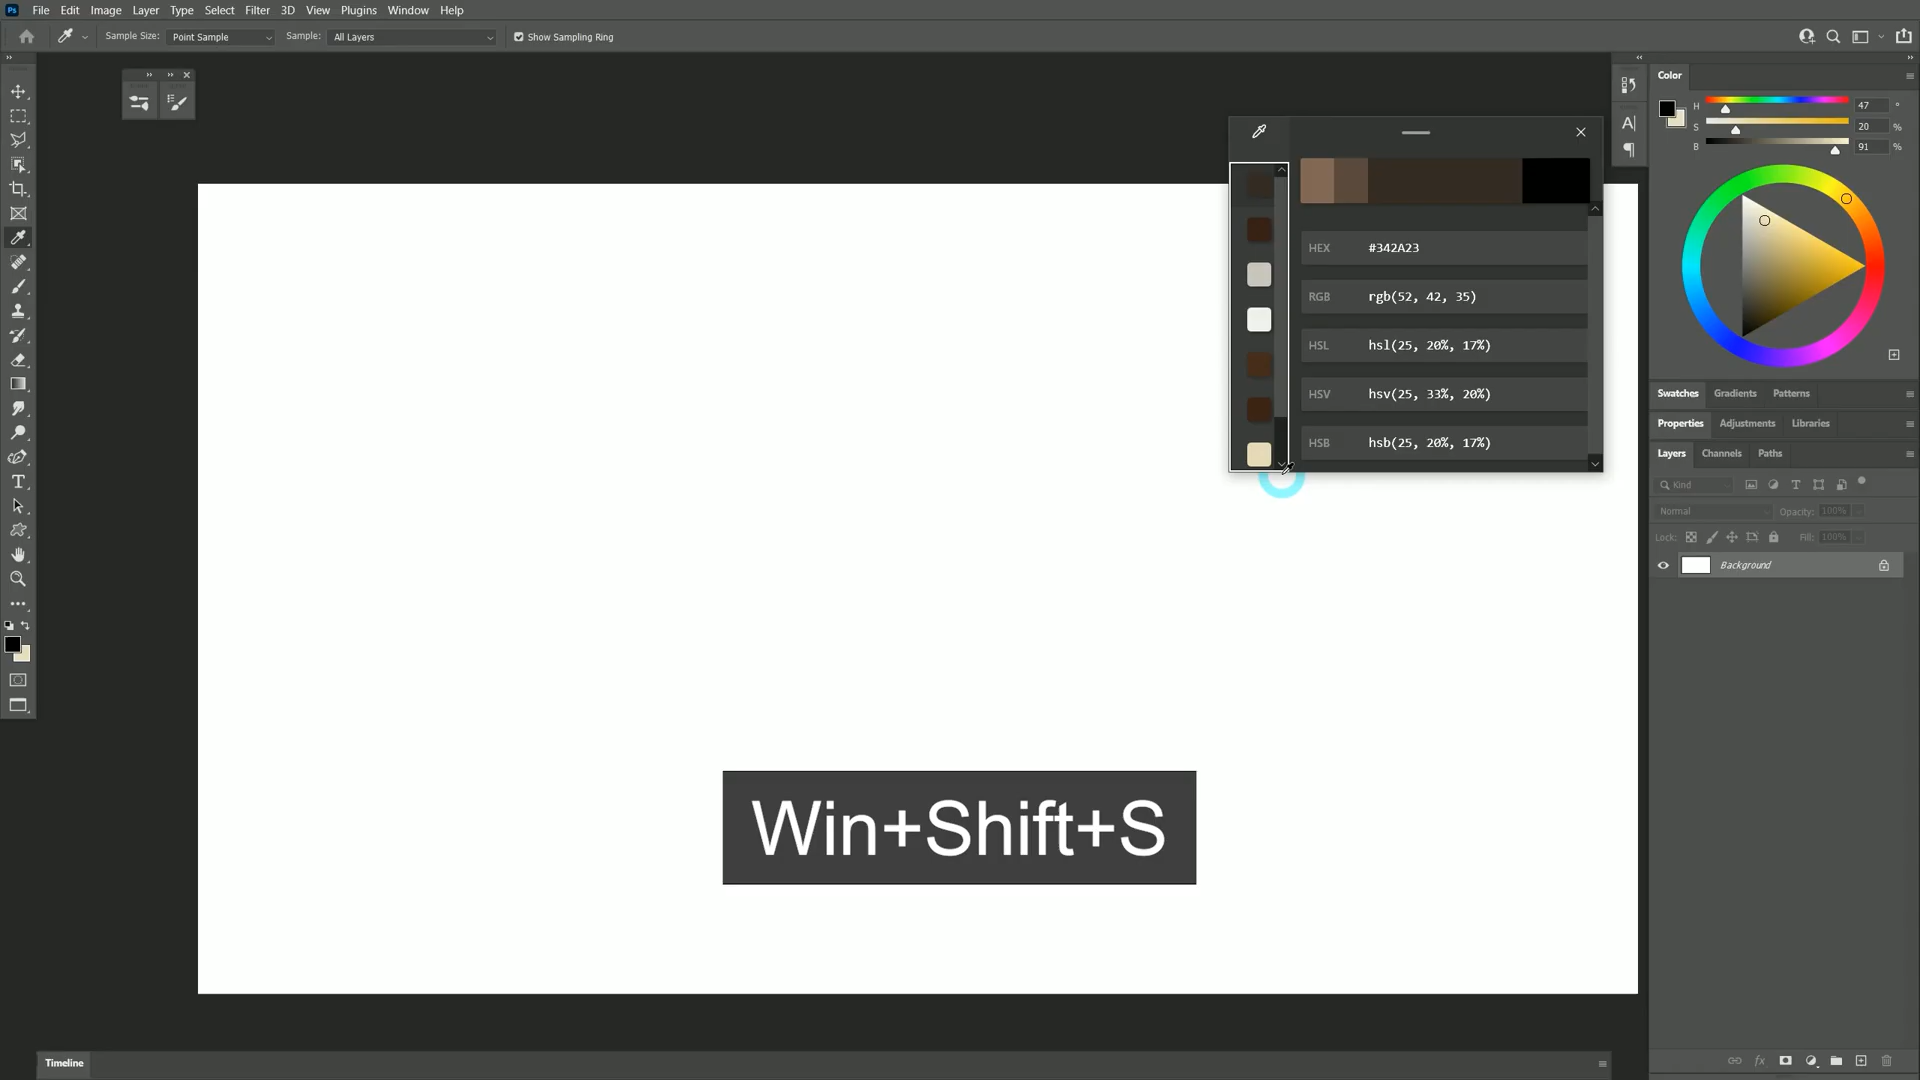 Ps File Edit Image Layer Type Select Filter 3D View Plugins Window Help
Sample Size: Point Sample Sample: All Layers Show Sampling Ring
Color
H 47 °
S 20 %
B 91 %
HEX #342A23
RGB rgb(52, 42, 35)
HSL hsl(25, 20%, 17%)
HSV hsv(25, 33%, 20%)
HSB hsb(25, 20%, 17%)
Swatches Gradients Patterns
Properties Adjustments Libraries
Layers Channels Paths
Kind
Normal Opacity: 100%
Lock: Fill: 100%
Background
Win+Shift+S
Timeline